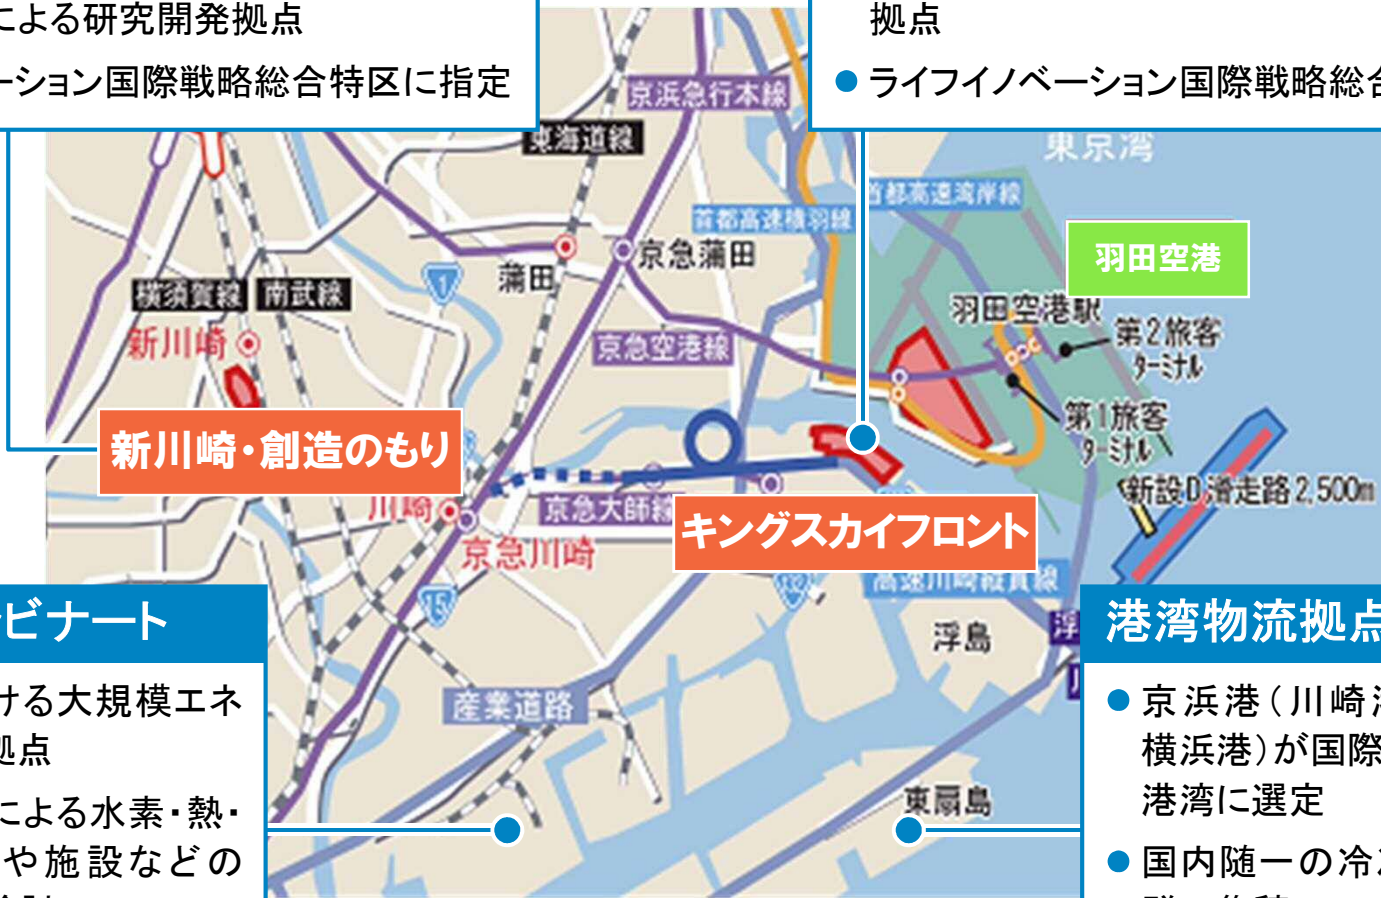 による研究開発拠点
ーション国際戦略総合特区に指定
拠点
● ライフイノベーション国際戦略総合
京浜急行本線
東海道線
東京湾
首都高速湾岸線
首都高速横羽線
羽田空港
京急蒲田
蒲田
1
横須賀線
南武線
羽田空港駅
第2旅客
ターミナル
新川崎
京急空港線
第1旅客
ターミナル
新川崎・創造のもり
新設D滑走路2,500m
川崎
京急大師線
キングスカイフロント
京急川崎
高速川崎縦貫線
15
ビナート
浮島
浮
港湾物流拠点
ける大規模エネ
拠点
産業道路
● 京浜港（川崎港
横浜港）が国際
港湾に選定
による水素・熱・
や施設などの
東扇島
● 国内随一の冷凍